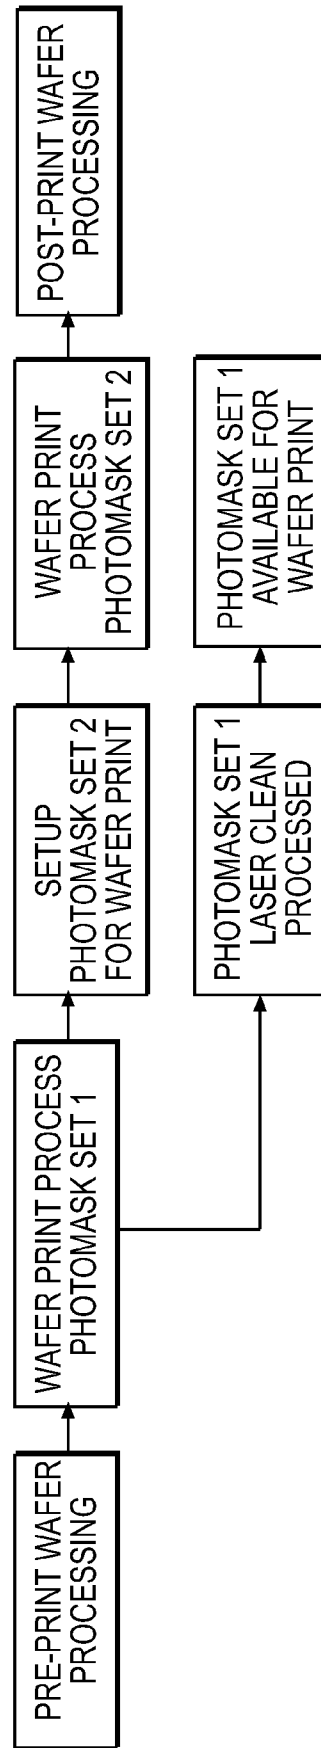 PRE-PRINT WAFER
PROCESSING
WAFER PRINT PROCESS
PHOTOMASK SET 1
SETUP
PHOTOMASK SET 2
FOR WAFER PRINT
WAFER PRINT
PROCESS
PHOTOMASK SET 2
POST-PRINT WAFER
PROCESSING
PHOTOMASK SET 1
LASER CLEAN
PROCESSED
PHOTOMASK SET 1
AVAILABLE FOR
WAFER PRINT